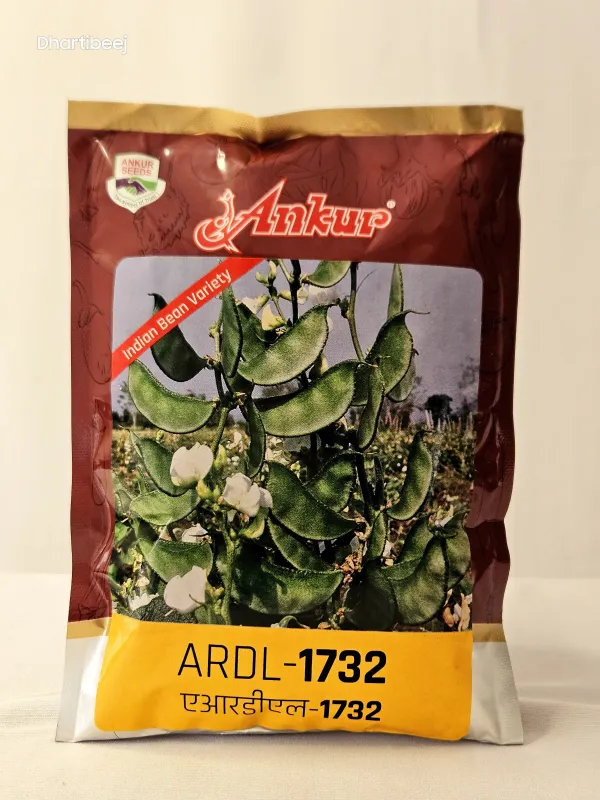 Dhartibeej
ANKUR
SEEDS
Ankur®
Indian Bean Variety
ARDL-1732
एआरडीएल-1732